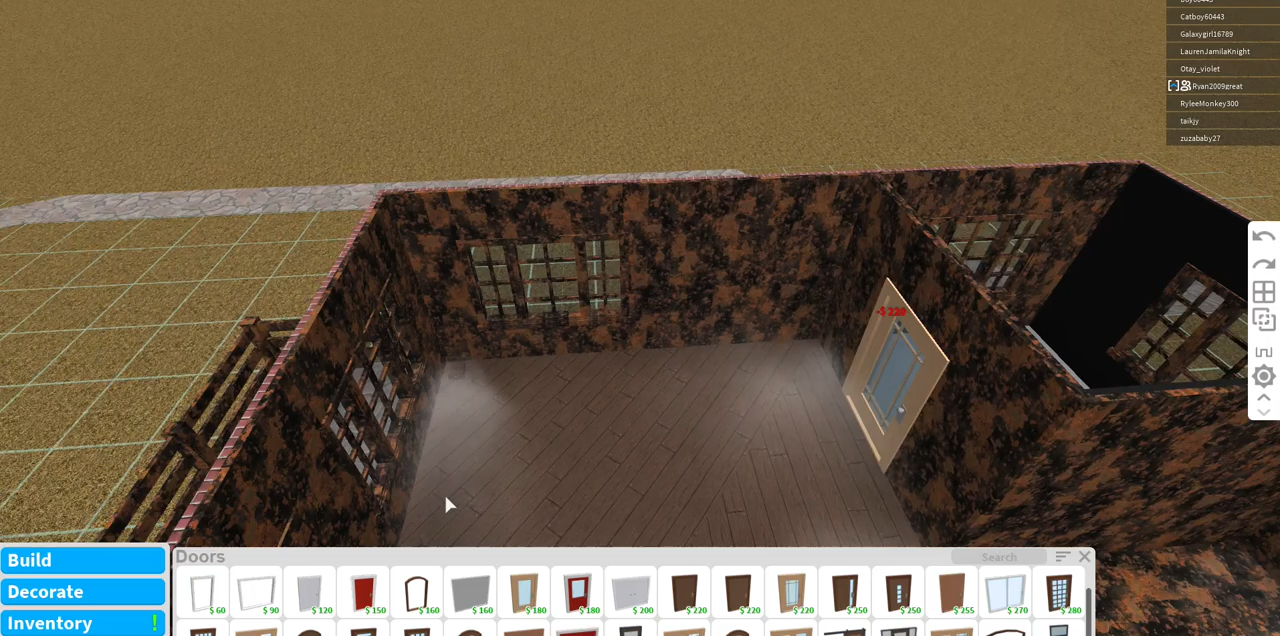 Catboy60443
Galaxygirl16789
LaurenJamilaKnight
Otay_violet
Ryan2009great
RyleeMonkey300
taikjy
zuzababy27
-$ 220
Build
Decorate
Inventory !
Doors
Search
$ 60
$ 90
$ 120
$ 150
$ 160
$ 160
$ 180
$ 180
$ 200
$ 220
$ 220
$ 220
$ 250
$ 250
$ 255
$ 270
$ 280